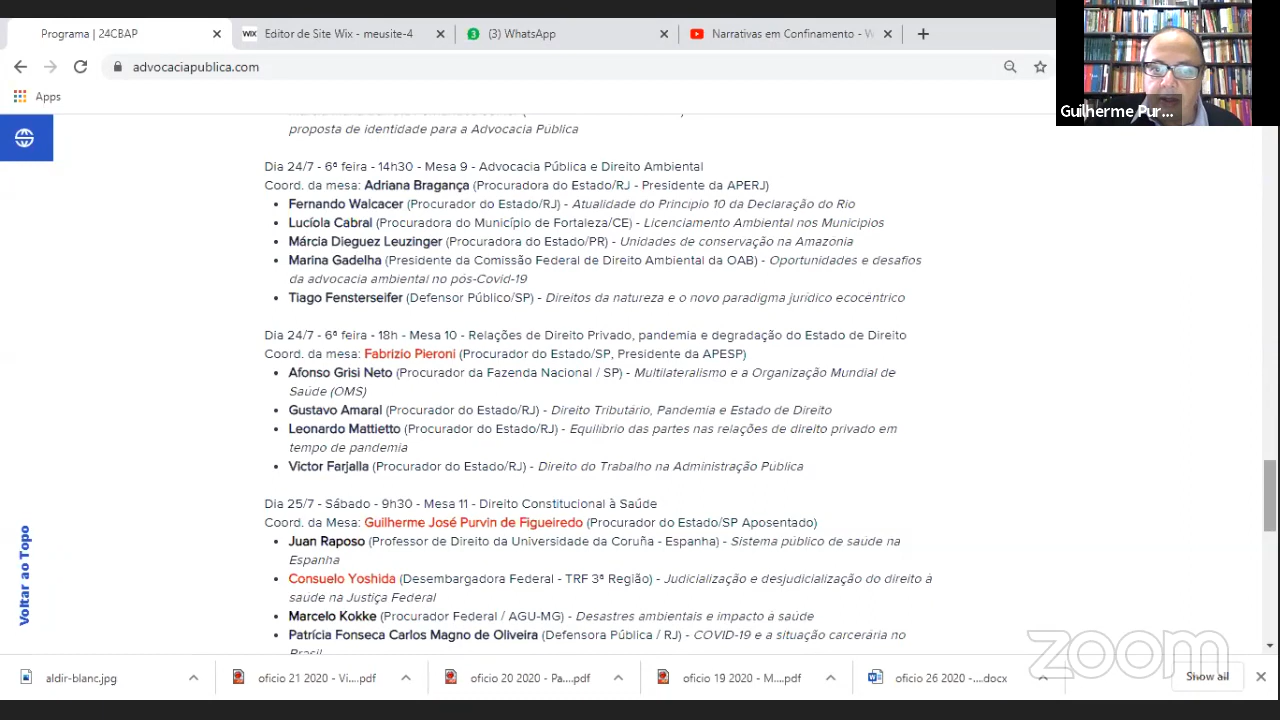 Programa | 24CBAP
Editor de Site Wix - meusite-4
(3) WhatsApp
Narrativas em Confinamento - W
advocaciapublica.com
Apps
Guilherme Pur...
proposta de identidade para a Advocacia Pública
Dia 24/7 - 6ª feira - 14h30 - Mesa 9 - Advocacia Pública e Direito Ambiental
Coord. da mesa: Adriana Bragança (Procuradora do Estado/RJ - Presidente da APERJ)
• Fernando Walcacer (Procurador do Estado/RJ) - Atualidade do Princípio 10 da Declaração do Rio
• Lucíola Cabral (Procuradora do Município de Fortaleza/CE) - Licenciamento Ambiental nos Municípios
• Márcia Dieguez Leuzinger (Procuradora do Estado/PR) - Unidades de conservação na Amazônia
• Marina Gadelha (Presidente da Comissão Federal de Direito Ambiental da OAB) - Oportunidades e desafios
da advocacia ambiental no pós-Covid-19
• Tiago Fensterseifer (Defensor Público/SP) - Direitos da natureza e o novo paradigma jurídico ecocêntrico
Dia 24/7 - 6ª feira - 18h - Mesa 10 - Relações de Direito Privado, pandemia e degradação do Estado de Direito
Coord. da mesa: Fabrizio Pieroni (Procurador do Estado/SP, Presidente da APESP)
• Afonso Grisi Neto (Procurador da Fazenda Nacional / SP) - Multilateralismo e a Organização Mundial de
Saúde (OMS)
• Gustavo Amaral (Procurador do Estado/RJ) - Direito Tributário, Pandemia e Estado de Direito
• Leonardo Mattietto (Procurador do Estado/RJ) - Equilíbrio das partes nas relações de direito privado em
tempo de pandemia
• Victor Farjalla (Procurador do Estado/RJ) - Direito do Trabalho na Administração Pública
Dia 25/7 - Sábado - 9h30 - Mesa 11 - Direito Constitucional à Saúde
Coord. da Mesa: Guilherme José Purvin de Figueiredo (Procurador do Estado/SP Aposentado)
• Juan Raposo (Professor de Direito da Universidade da Coruña - Espanha) - Sistema público de saúde na
Espanha
• Consuelo Yoshida (Desembargadora Federal - TRF 3ª Região) - Judicialização e desjudicialização do direito à
saúde na Justiça Federal
• Marcelo Kokke (Procurador Federal / AGU-MG) - Desastres ambientais e impacto à saúde
• Patrícia Fonseca Carlos Magno de Oliveira (Defensora Pública / RJ) - COVID-19 e a situação carcerária no
Brasil
Voltar ao Topo
zoom
aldir-blanc.jpg
oficio 21 2020 - Vi....pdf
oficio 20 2020 - Pa....pdf
oficio 19 2020 - M....pdf
oficio 26 2020 -....docx
Show all